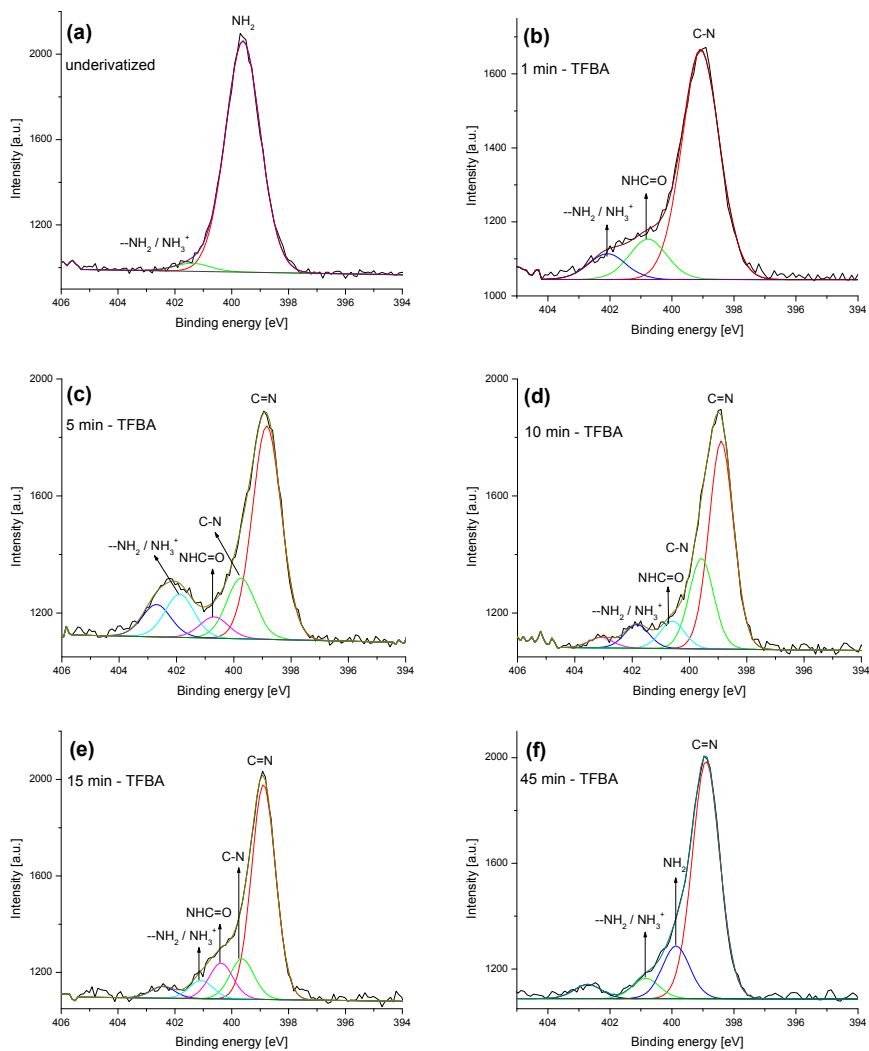 (a)
underivatized
NH₂
--NH₂ / NH₃⁺
Intensity [a.u.]
2000
1600
1200
406 404 402 400 398 396 394
Binding energy [eV]
(b)
1 min - TFBA
C-N
NHC=O
--NH₂ / NH₃⁺
Intensity [a.u.]
1600
1400
1200
1000
404 402 400 398 396 394
Binding energy [eV]
(c)
5 min - TFBA
C=N
C-N
--NH₂ / NH₃⁺
NHC=O
Intensity [a.u.]
2000
1600
1200
406 404 402 400 398 396 394
Binding energy [eV]
(d)
10 min - TFBA
C=N
C-N
NHC=O
--NH₂ / NH₃⁺
Intensity [a.u.]
2000
1600
1200
406 404 402 400 398 396 394
Binding energy [eV]
(e)
15 min - TFBA
C=N
C-N
NHC=O
--NH₂ / NH₃⁺
Intensity [a.u.]
2000
1600
1200
406 404 402 400 398 396 394
Binding energy [eV]
(f)
45 min - TFBA
C=N
NH₂
--NH₂ / NH₃⁺
Intensity [a.u.]
2000
1600
1200
404 402 400 398 396 394
Binding energy [eV]